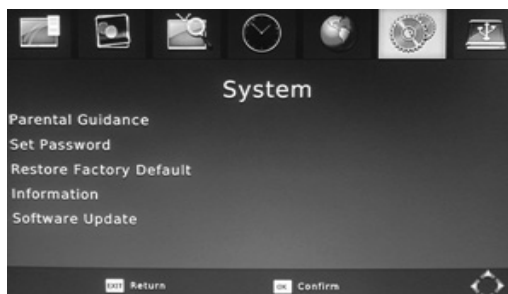 System
Parental Guidance
Set Password
Restore Factory Default
Information
Software Update
EXIT Return
OK Confirm